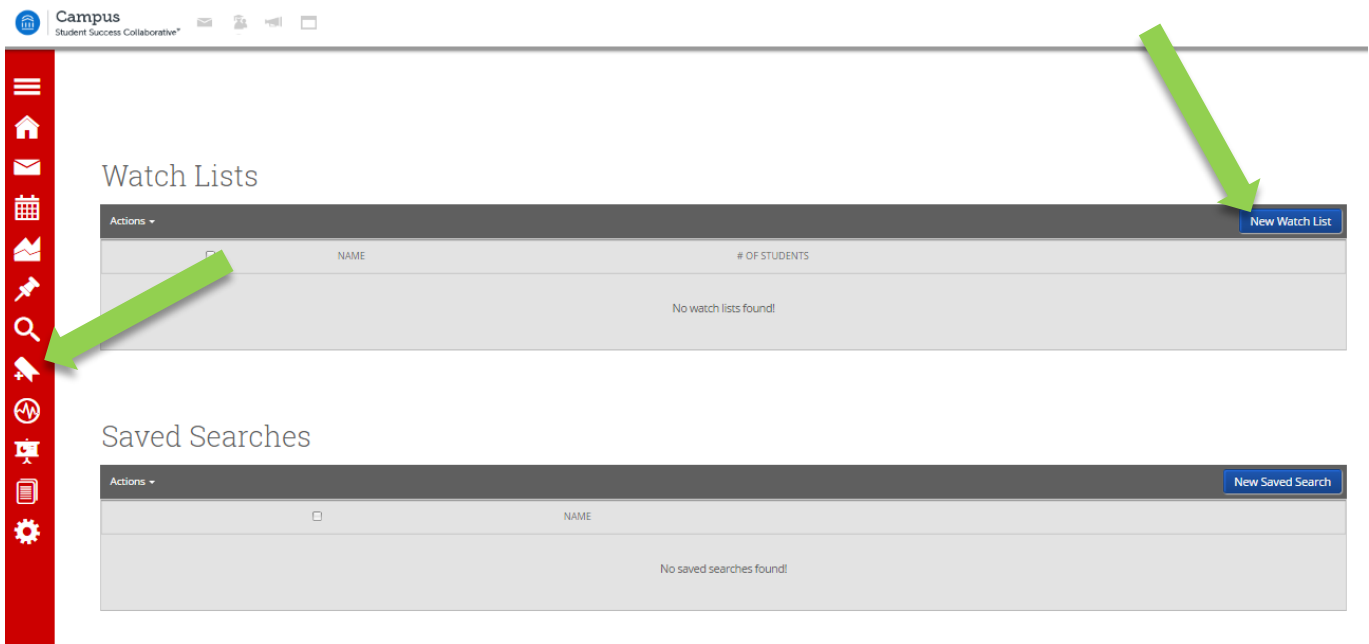 Campus
Student Success Collaborative®
Watch Lists
Actions
New Watch List
NAME
# OF STUDENTS
No watch lists found!
Saved Searches
Actions
New Saved Search
NAME
No saved searches found!